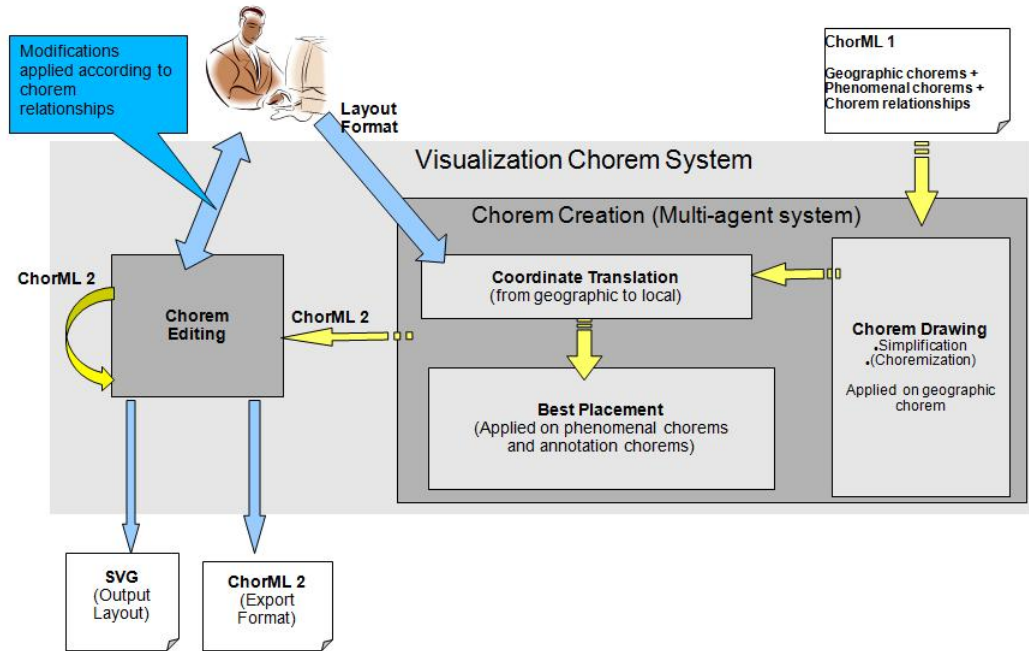 Modifications
applied according to
chorem
relationships
Layout
Format
ChorML 1
Geographic chorems +
Phenomenal chorems +
Chorem relationships
Visualization Chorem System
Chorem Creation (Multi-agent system)
Coordinate Translation
(from geographic to local)
Chorem Drawing
•Simplification
•(Choremization)
Applied on geographic
chorem
Best Placement
(Applied on phenomenal chorems
and annotation chorems)
ChorML 2
Chorem
Editing
ChorML 2
SVG
(Output
Layout)
ChorML 2
(Export
Format)